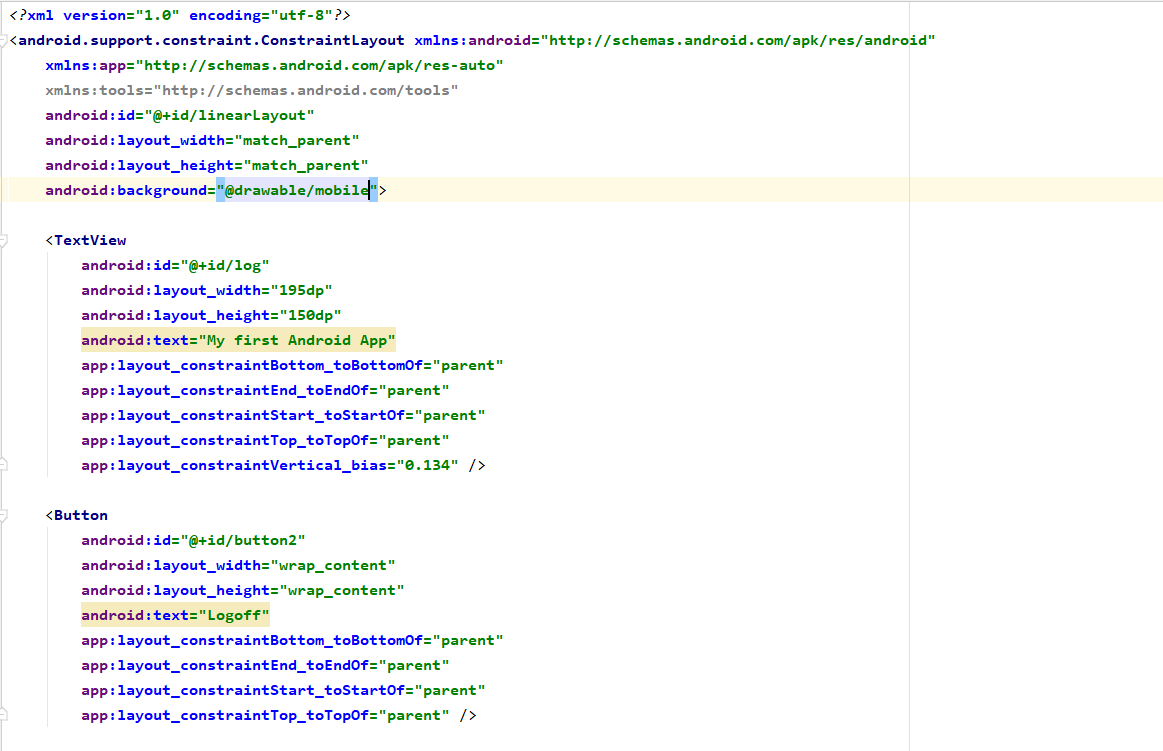 <?xml version="1.0" encoding="utf-8"?>
<android.support.constraint.ConstraintLayout xmlns:android="http://schemas.android.com/apk/res/android"
    xmlns:app="http://schemas.android.com/apk/res-auto"
    xmlns:tools="http://schemas.android.com/tools"
    android:id="@+id/linearLayout"
    android:layout_width="match_parent"
    android:layout_height="match_parent"
    android:background="@drawable/mobile">

    <TextView
        android:id="@+id/log"
        android:layout_width="195dp"
        android:layout_height="150dp"
        android:text="My first Android App"
        app:layout_constraintBottom_toBottomOf="parent"
        app:layout_constraintEnd_toEndOf="parent"
        app:layout_constraintStart_toStartOf="parent"
        app:layout_constraintTop_toTopOf="parent"
        app:layout_constraintVertical_bias="0.134" />

    <Button
        android:id="@+id/button2"
        android:layout_width="wrap_content"
        android:layout_height="wrap_content"
        android:text="Logoff"
        app:layout_constraintBottom_toBottomOf="parent"
        app:layout_constraintEnd_toEndOf="parent"
        app:layout_constraintStart_toStartOf="parent"
        app:layout_constraintTop_toTopOf="parent" />